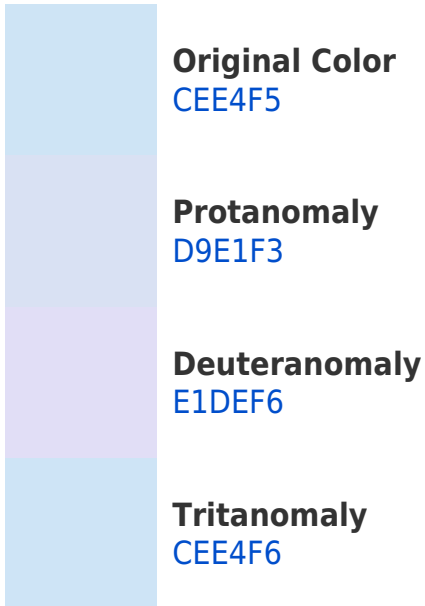 Original Color
CEE4F5
Protanomaly
D9E1F3
Deuteranomaly
E1DEF6
Tritanomaly
CEE4F6